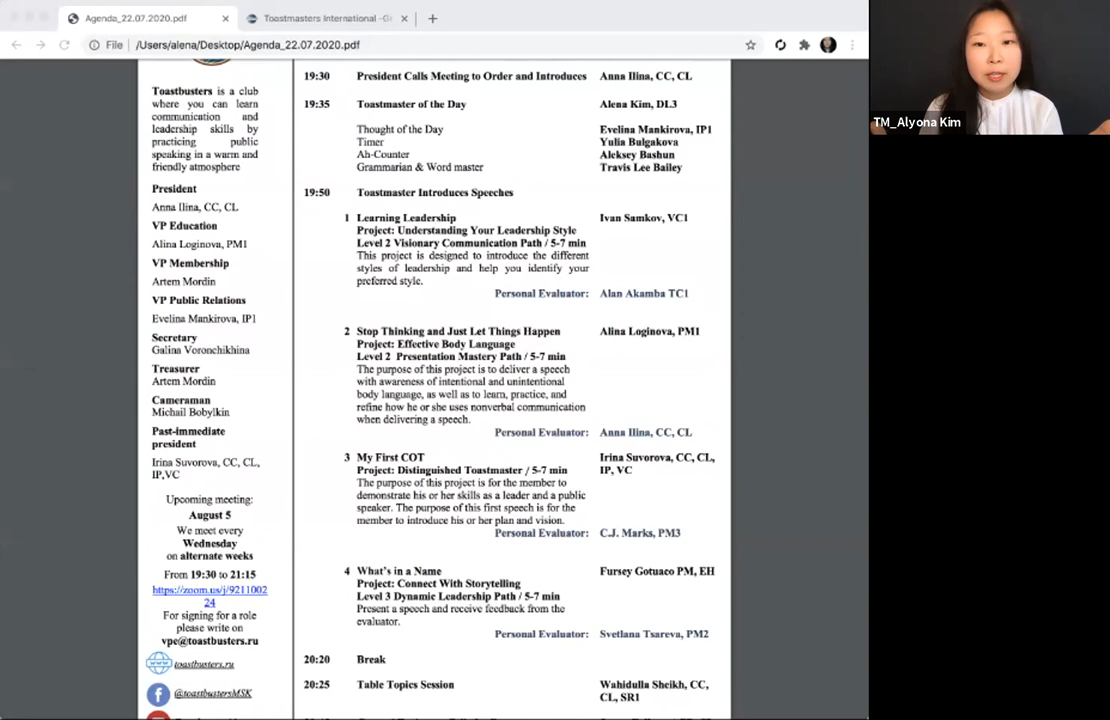 Agenda_22.07.2020.pdf
Toastmasters International -Ge
File
/Users/alena/Desktop/Agenda_22.07.2020.pdf
TM_Alyona Kim
Toastbusters is a club
where you can learn
communication and
leadership skills by
practicing public
speaking in a warm and
friendly atmosphere
President
Anna Ilina, CC, CL
VP Education
Alina Loginova, PM1
VP Membership
Artem Mordin
VP Public Relations
Evelina Mankirova, IP1
Secretary
Galina Voronchikhina
Treasurer
Artem Mordin
Cameraman
Michail Bobylkin
Past-immediate
president
Irina Suvorova, CC, CL,
IP,VC
Upcoming meeting:
August 5
We meet every
Wednesday
on alternate weeks
From 19:30 to 21:15
https://zoom.us/j/9211002
24
For signing for a role
please write on
vpe@toastbusters.ru
toastbusters.ru
@toastbustersMSK
19:30 President Calls Meeting to Order and Introduces Anna Ilina, CC, CL
19:35 Toastmaster of the Day Alena Kim, DL3
Thought of the Day Evelina Mankirova, IP1
Timer Yulia Bulgakova
Ah-Counter Aleksey Bashun
Grammarian & Word master Travis Lee Bailey
19:50 Toastmaster Introduces Speeches
1 Learning Leadership Ivan Samkov, VC1
Project: Understanding Your Leadership Style
Level 2 Visionary Communication Path / 5-7 min
This project is designed to introduce the different
styles of leadership and help you identify your
preferred style.
Personal Evaluator: Alan Akamba TC1
2 Stop Thinking and Just Let Things Happen Alina Loginova, PM1
Project: Effective Body Language
Level 2 Presentation Mastery Path / 5-7 min
The purpose of this project is to deliver a speech
with awareness of intentional and unintentional
body language, as well as to learn, practice, and
refine how he or she uses nonverbal communication
when delivering a speech.
Personal Evaluator: Anna Ilina, CC, CL
3 My First COT Irina Suvorova, CC, CL,
Project: Distinguished Toastmaster / 5-7 min IP, VC
The purpose of this project is for the member to
demonstrate his or her skills as a leader and a public
speaker. The purpose of this first speech is for the
member to introduce his or her plan and vision.
Personal Evaluator: C.J. Marks, PM3
4 What's in a Name Fursey Gotuaco PM, EH
Project: Connect With Storytelling
Level 3 Dynamic Leadership Path / 5-7 min
Present a speech and receive feedback from the
evaluator.
Personal Evaluator: Svetlana Tsareva, PM2
20:20 Break
20:25 Table Topics Session Wahidulla Sheikh, CC,
CL, SR1